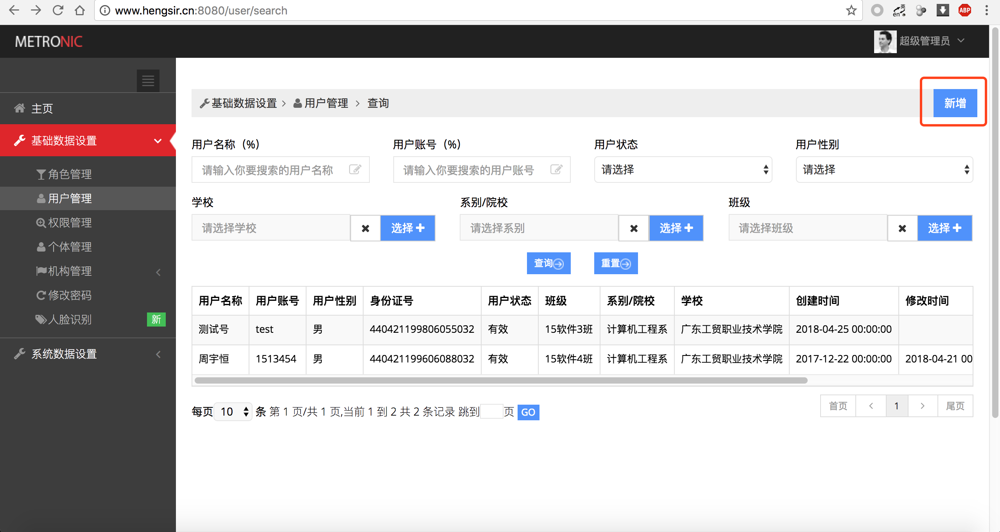 www.hengsir.cn:8080/user/search
英
en
ABP
METRONIC
超级管理员
主页
基础数据设置
角色管理
用户管理
权限管理
个体管理
机构管理
修改密码
人脸识别 新
系统数据设置
基础数据设置 > 用户管理 > 查询
新增
用户名称（%） 用户账号（%） 用户状态 用户性别
请输入你要搜索的用户名称 请输入你要搜索的用户账号 请选择 请选择
学校 系别/院校 班级
请选择学校 选择 请选择系别 选择 请选择班级 选择
查询 重置
用户名称 用户账号 用户性别 身份证号 用户状态 班级 系别/院校 学校 创建时间 修改时间
测试号 test 男 440421199806055032 有效 15软件3班 计算机工程系 广东工贸职业技术学院 2018-04-25 00:00:00
周宇恒 1513454 男 440421199606088032 有效 15软件4班 计算机工程系 广东工贸职业技术学院 2017-12-22 00:00:00 2018-04-21 00
每页 10 条 第 1 页/共 1 页,当前 1 到 2 共 2 条记录 跳到 页 GO
首页 < 1 > 尾页